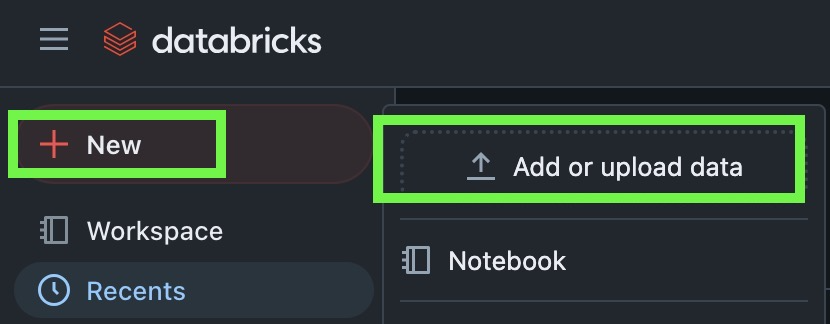 databricks
New
Add or upload data
Workspace
Notebook
Recents